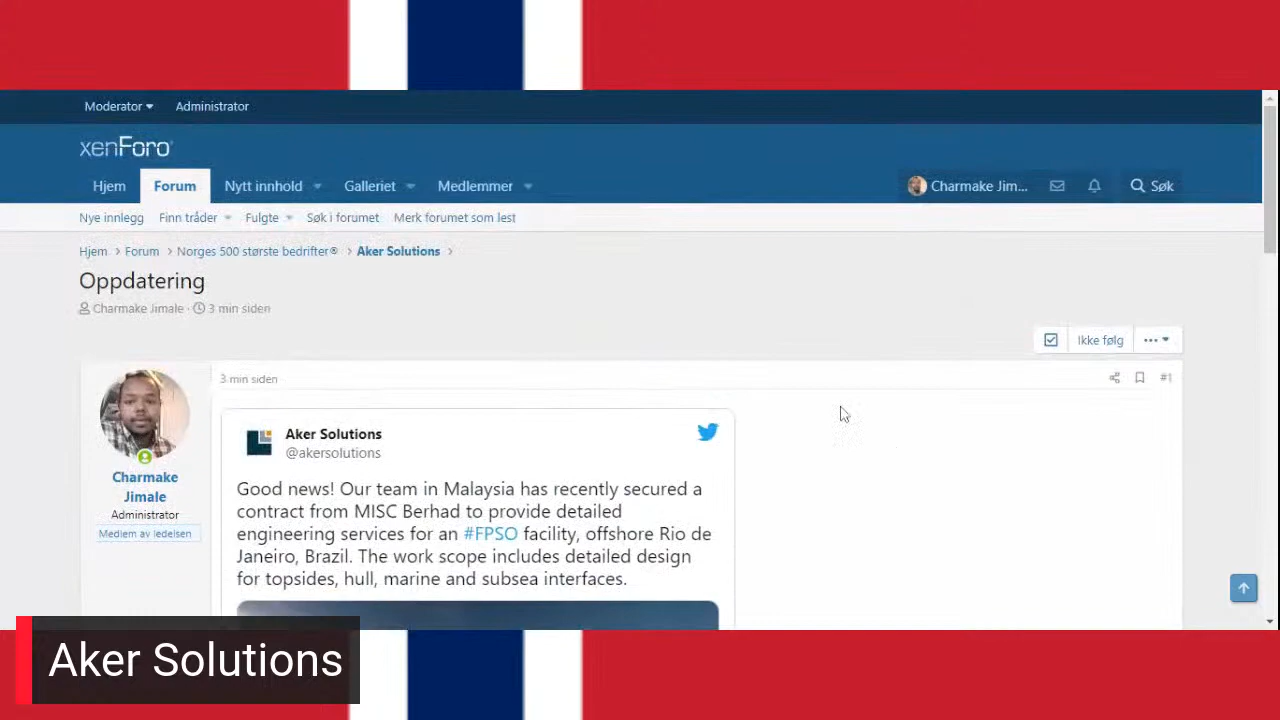 Moderator
Administrator
xenForo
Hjem
Forum
Nytt innhold
Galleriet
Medlemmer
Charmake Jim...
Søk
Nye innlegg
Finn tråder
Fulgte
Søk i forumet
Merk forumet som lest
Hjem > Forum > Norges 500 største bedrifter® > Aker Solutions >
Oppdatering
Charmake Jimale · 3 min siden
Ikke følg
•••
3 min siden
#1
Charmake
Jimale
Administrator
Medlem av ledelsen
Aker Solutions
@akersolutions
Good news! Our team in Malaysia has recently secured a
contract from MISC Berhad to provide detailed
engineering services for an #FPSO facility, offshore Rio de
Janeiro, Brazil. The work scope includes detailed design
for topsides, hull, marine and subsea interfaces.
Aker Solutions